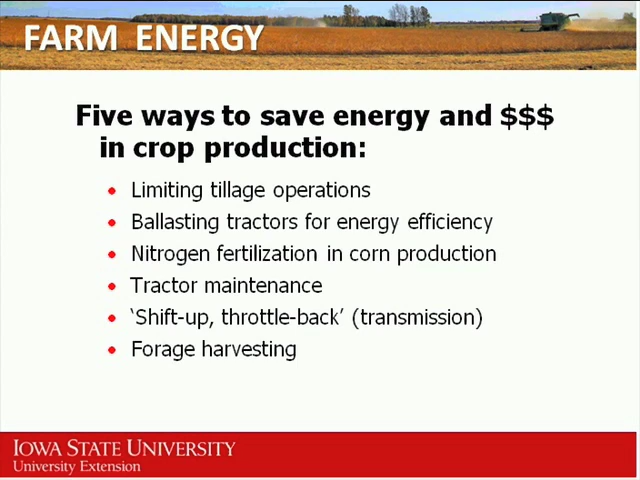 FARM ENERGY
Five ways to save energy and $$$
in crop production:
• Limiting tillage operations
• Ballasting tractors for energy efficiency
• Nitrogen fertilization in corn production
• Tractor maintenance
• ‘Shift-up, throttle-back’ (transmission)
• Forage harvesting
IOWA STATE UNIVERSITY
University Extension